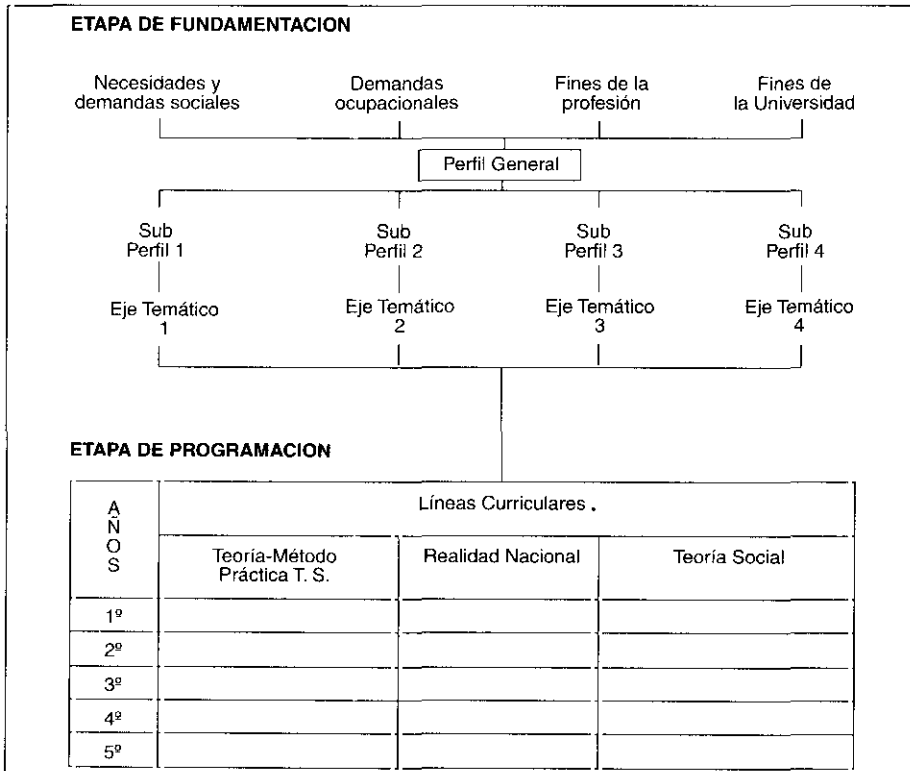 ETAPA DE FUNDAMENTACION
Necesidades y
demandas sociales
Demandas
ocupacionales
Fines de la
profesión
Fines de
la Universidad
Perfil General
Sub
Perfil 1
Sub
Perfil 2
Sub
Perfil 3
Sub
Perfil 4
Eje Temático
1
Eje Temático
2
Eje Temático
3
Eje Temático
4
ETAPA DE PROGRAMACION
AÑOS
Líneas Curriculares .
Teoría-Método
Práctica T. S.
Realidad Nacional
Teoría Social
1º
2º
3º
4º
5º